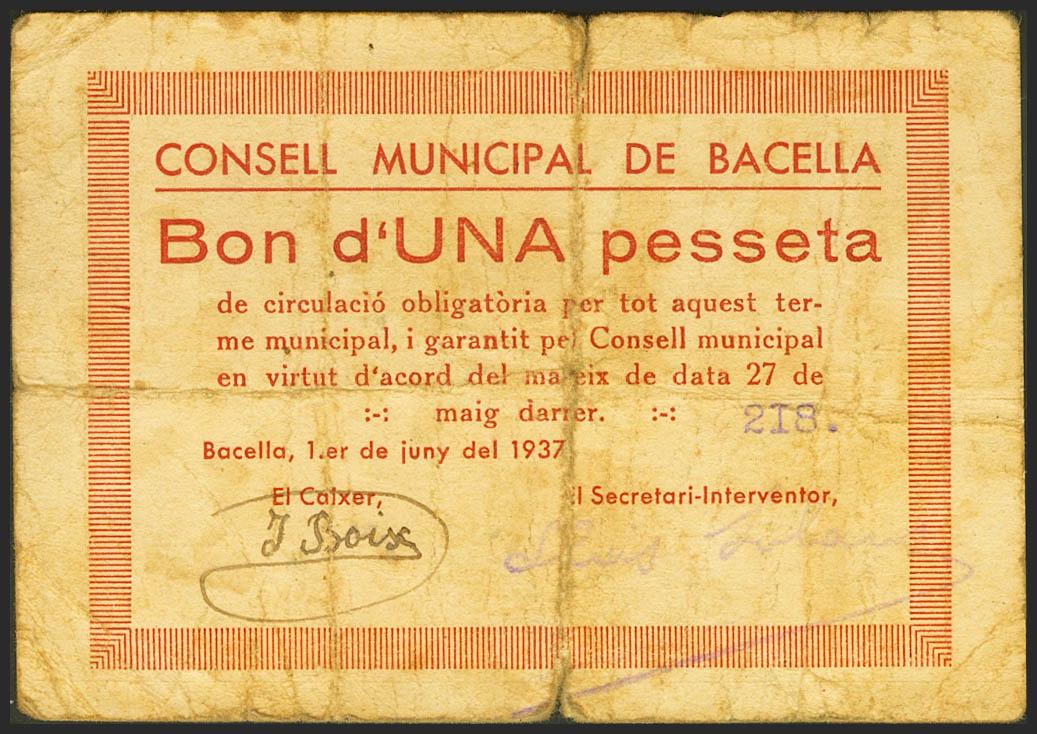 CONSELL MUNICIPAL DE BACELLA
Bon d'UNA pesseta
de circulació obligatòria per tot aquest ter-
me municipal, i garantit pel Consell municipal
en virtut d'acord del mateix de data 27 de
:-: maig darrer. :-:
218.
Bacella, 1.er de juny del 1937
El Caixer,
El Secretari-Interventor,
J Boix